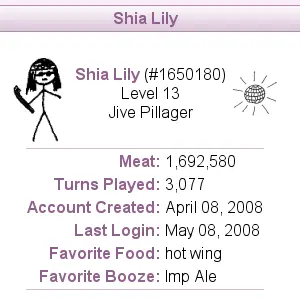 Shia Lily
Shia Lily (#1650180)
Level 13
Jive Pillager
Meat: 1,692,580
Turns Played: 3,077
Account Created: April 08, 2008
Last Login: May 08, 2008
Favorite Food: hot wing
Favorite Booze: Imp Ale